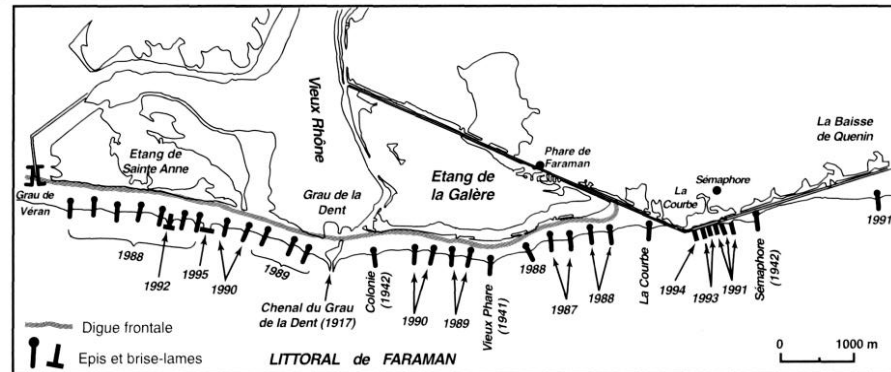 La Baisse
de Quenin
Vieux Rhône
Phare de
Faraman
Etang de
Sainte Anne
Etang de
la Galère
Sémaphore
La
Courbe
Grau de
Véran
Grau de la
Dent
1988
1992
1995
1990
1989
Chenal du Grau
de la Dent (1917)
Colonie
(1942)
1990
1989
Vieux Phare
(1941)
1988
1987
1988
La Courbe
1994
1993
1991
Sémaphore
(1942)
1991
Digue frontale
Epis et brise-lames
LITTORAL de FARAMAN
0 1000 m